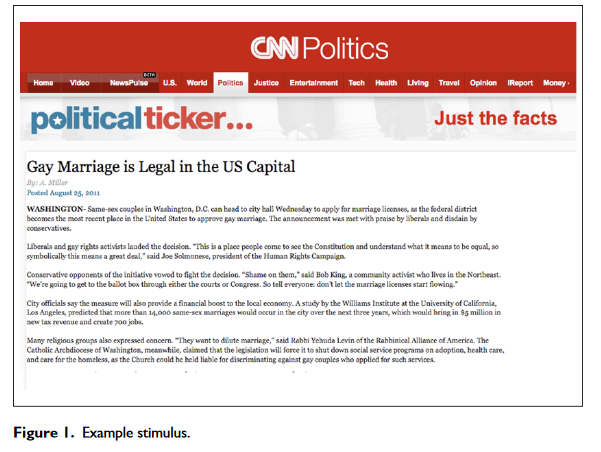 CNN Politics
Home Video NewsPulse BETA U.S. World Politics Justice Entertainment Tech Health Living Travel Opinion iReport Money
politicalticker... Just the facts
Gay Marriage is Legal in the US Capital
By: A. Miller
Posted August 25, 2011
WASHINGTON- Same-sex couples in Washington, D.C. can head to city hall Wednesday to apply for marriage licenses, as the federal district
becomes the most recent place in the United States to approve gay marriage. The announcement was met with praise by liberals and disdain by
conservatives.
Liberals and gay rights activists lauded the decision. "This is a place people come to see the Constitution and understand what it means to be equal, so
symbolically this means a great deal," said Joe Solmonese, president of the Human Rights Campaign.
Conservative opponents of the initiative vowed to fight the decision. "Shame on them," said Bob King, a community activist who lives in the Northeast.
"We're going to get to the ballot box through either the courts or Congress. So tell everyone: don't let the marriage licenses start flowing."
City officials say the measure will also provide a financial boost to the local economy. A study by the Williams Institute at the University of California,
Los Angeles, predicted that more than 14,000 same-sex marriages would occur in the city over the next three years, which would bring in $5 million in
new tax revenue and create 700 jobs.
Many religious groups also expressed concern. "They want to dilute marriage," said Rabbi Yehuda Levin of the Rabbinical Alliance of America. The
Catholic Archdiocese of Washington, meanwhile, claimed that the legislation will force it to shut down social service programs on adoption, health care,
and care for the homeless, as the Church could be held liable for discriminating against gay couples who applied for such services.
Figure 1. Example stimulus.